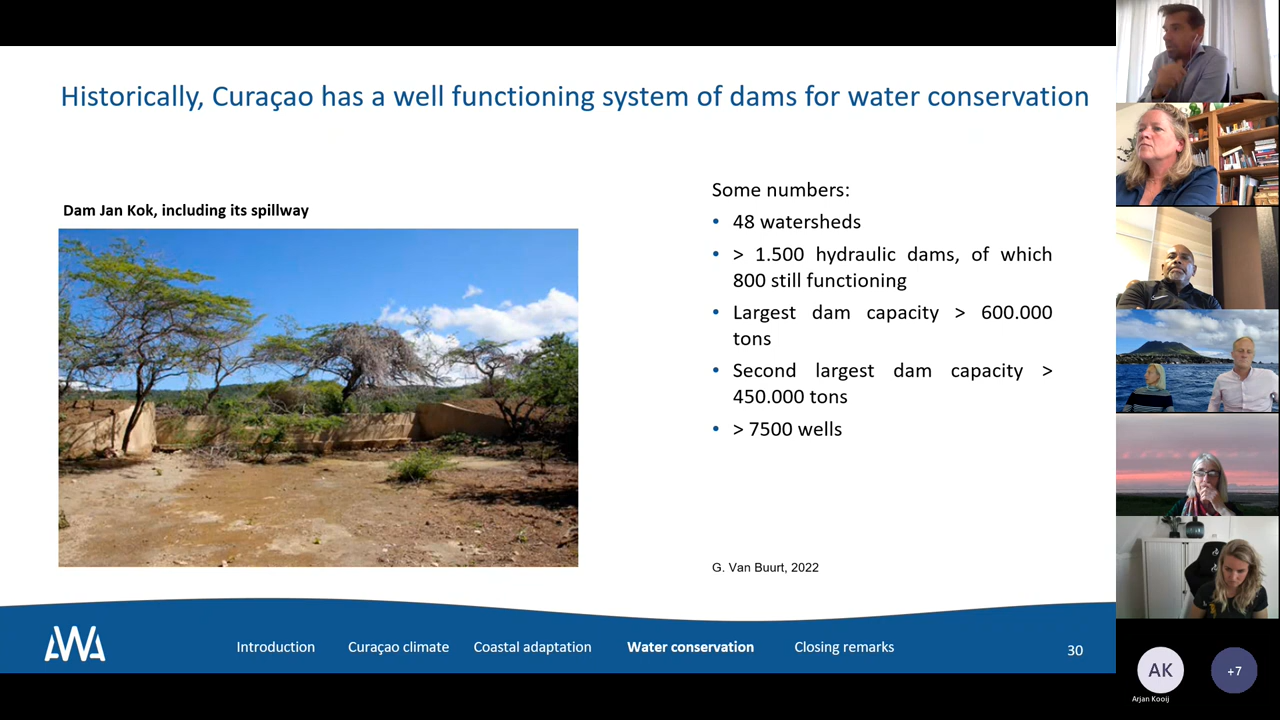 Historically, Curaçao has a well functioning system of dams for water conservation
Dam Jan Kok, including its spillway
Some numbers:
• 48 watersheds
• > 1.500 hydraulic dams, of which
800 still functioning
• Largest dam capacity > 600.000
tons
• Second largest dam capacity >
450.000 tons
• > 7500 wells
G. Van Buurt, 2022
AWA
Introduction
Curaçao climate
Coastal adaptation
Water conservation
Closing remarks
30
AK
+7
Arjan Kooij